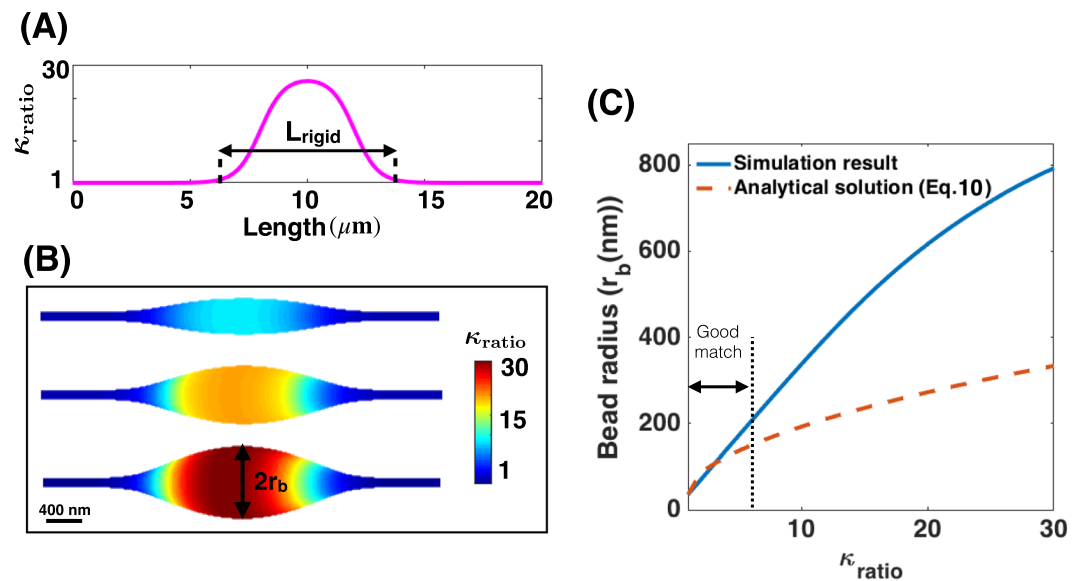 (A)
30
κratio
1
Lrigid
0 5 10 15 20
Length(μm)
(B)
κratio
30
15
1
2rb
400 nm
(C)
Simulation result
Analytical solution (Eq.10)
800
600
400
200
0
Bead radius (rb(nm))
Good
match
10 20 30
κratio